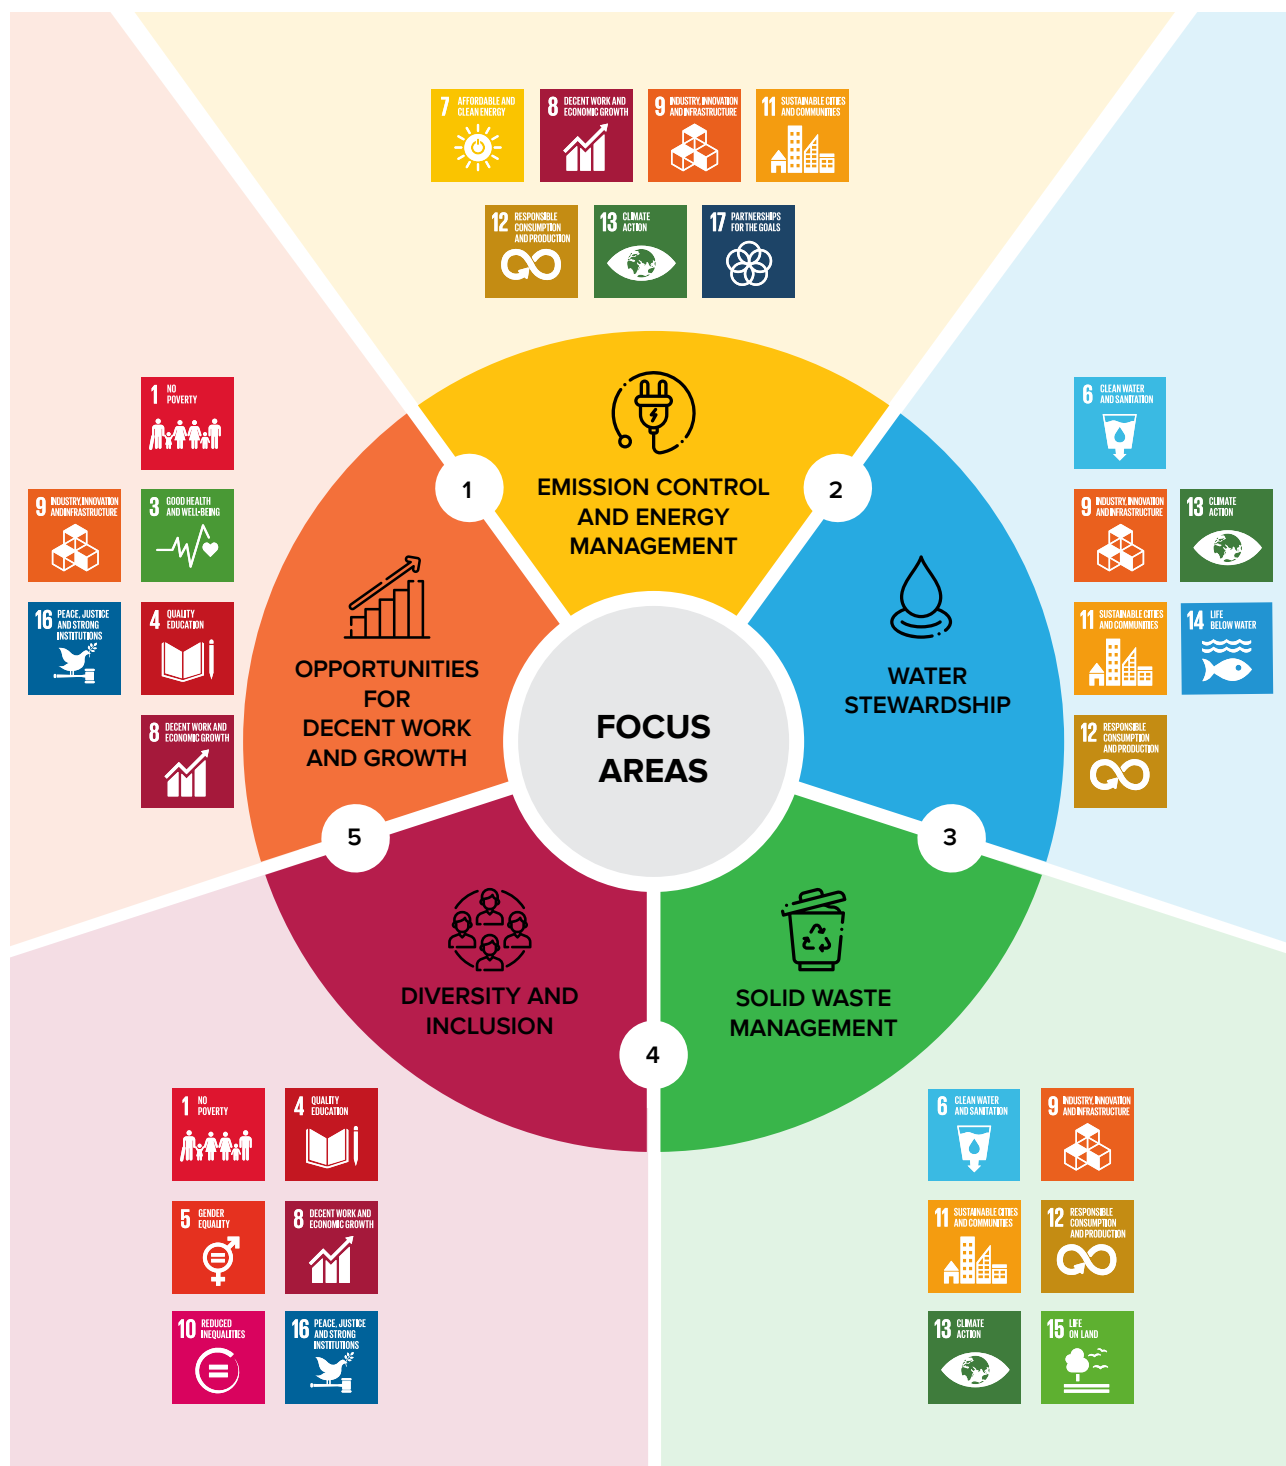 7 AFFORDABLE AND
CLEAN ENERGY
8 DECENT WORK AND
ECONOMIC GROWTH
9 INDUSTRY, INNOVATION
AND INFRASTRUCTURE
11 SUSTAINABLE CITIES
AND COMMUNITIES
12 RESPONSIBLE
CONSUMPTION
AND PRODUCTION
13 CLIMATE
ACTION
17 PARTNERSHIPS
FOR THE GOALS
1
EMISSION CONTROL
AND ENERGY
MANAGEMENT
2
6 CLEAN WATER
AND SANITATION
9 INDUSTRY, INNOVATION
AND INFRASTRUCTURE
13 CLIMATE
ACTION
11 SUSTAINABLE CITIES
AND COMMUNITIES
14 LIFE
BELOW WATER
12 RESPONSIBLE
CONSUMPTION
AND PRODUCTION
WATER
STEWARDSHIP
3
SOLID WASTE
MANAGEMENT
6 CLEAN WATER
AND SANITATION
9 INDUSTRY, INNOVATION
AND INFRASTRUCTURE
11 SUSTAINABLE CITIES
AND COMMUNITIES
12 RESPONSIBLE
CONSUMPTION
AND PRODUCTION
13 CLIMATE
ACTION
15 LIFE
ON LAND
4
DIVERSITY AND
INCLUSION
1 NO
POVERTY
4 QUALITY
EDUCATION
5 GENDER
EQUALITY
8 DECENT WORK AND
ECONOMIC GROWTH
10 REDUCED
INEQUALITIES
16 PEACE, JUSTICE
AND STRONG
INSTITUTIONS
5
OPPORTUNITIES
FOR
DECENT WORK
AND GROWTH
1 NO
POVERTY
9 INDUSTRY, INNOVATION
AND INFRASTRUCTURE
3 GOOD HEALTH
AND WELL-BEING
16 PEACE, JUSTICE
AND STRONG
INSTITUTIONS
4 QUALITY
EDUCATION
8 DECENT WORK AND
ECONOMIC GROWTH
FOCUS
AREAS